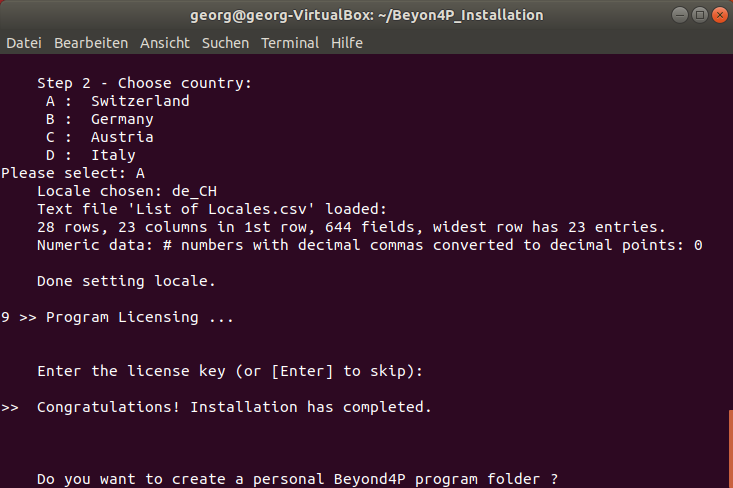 georg@georg-VirtualBox: ~/Beyon4P_Installation
Datei Bearbeiten Ansicht Suchen Terminal Hilfe
Step 2 - Choose country:
A : Switzerland
B : Germany
C : Austria
D : Italy
Please select: A
Locale chosen: de_CH
Text file 'List of Locales.csv' loaded:
28 rows, 23 columns in 1st row, 644 fields, widest row has 23 entries.
Numeric data: # numbers with decimal commas converted to decimal points: 0
Done setting locale.
9 >> Program Licensing ...
Enter the license key (or [Enter] to skip):
>> Congratulations! Installation has completed.
Do you want to create a personal Beyond4P program folder ?